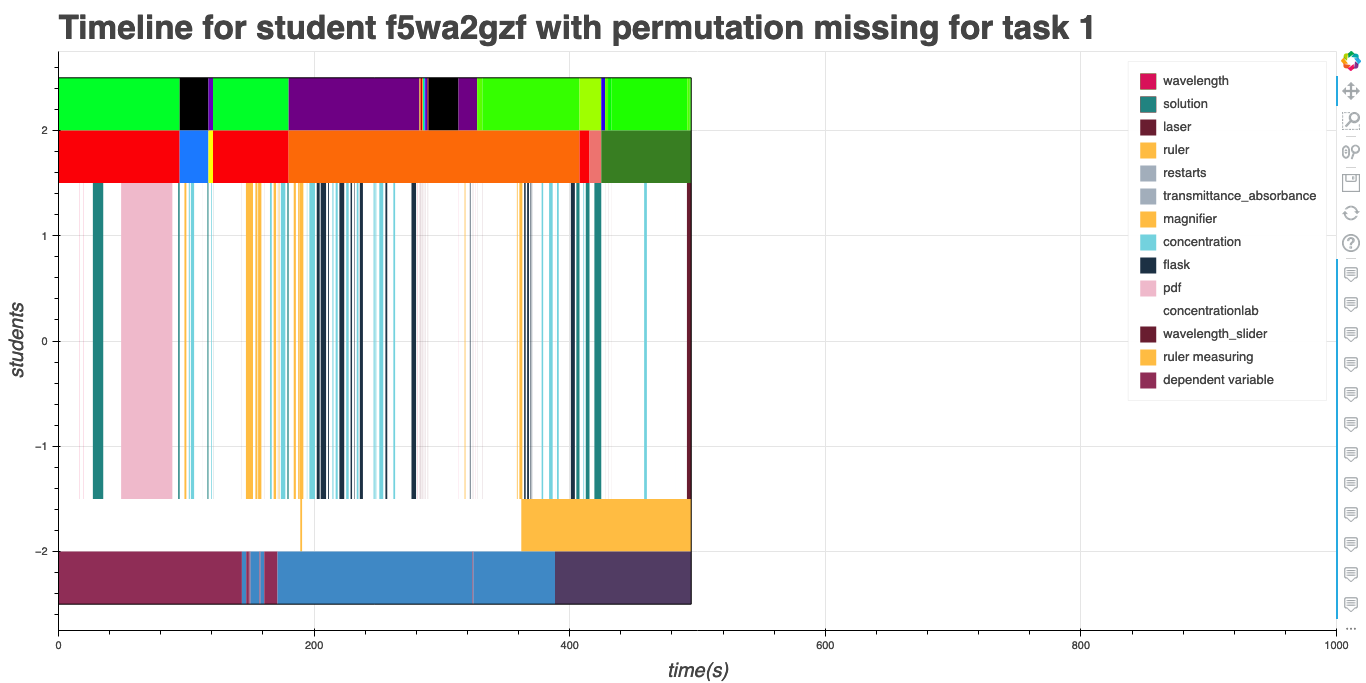 Timeline for student f5wa2gzf with permutation missing for task 1
wavelength
solution
laser
ruler
restarts
transmittance_absorbance
magnifier
concentration
flask
pdf
concentrationlab
wavelength_slider
ruler measuring
dependent variable
students
2
1
0
−1
−2
0
200
400
600
800
1000
time(s)